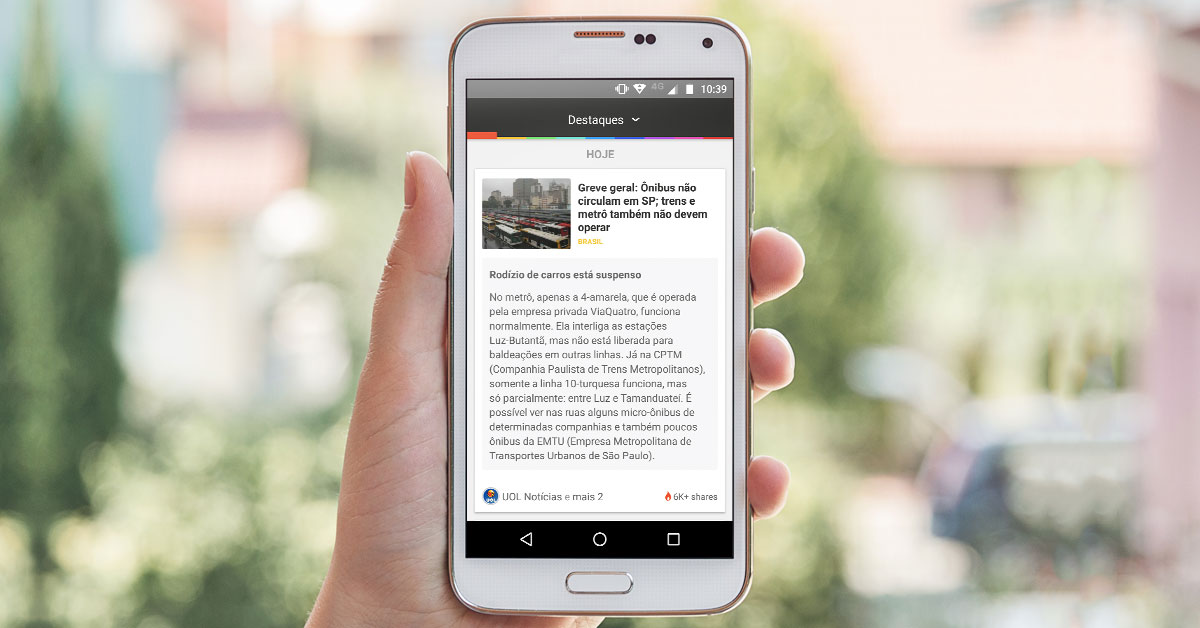 4G 10:39
Destaques
HOJE
Greve geral: Ônibus não
circulam em SP; trens e
metrô também não devem
operar
BRASIL
Rodízio de carros está suspenso
No metrô, apenas a 4-amarela, que é operada
pela empresa privada ViaQuatro, funciona
normalmente. Ela interliga as estações
Luz-Butantã, mas não está liberada para
baldeações em outras linhas. Já na CPTM
(Companhia Paulista de Trens Metropolitanos),
somente a linha 10-turquesa funciona, mas
só parcialmente: entre Luz e Tamanduateí. É
possível ver nas ruas alguns micro-ônibus de
determinadas companhias e também poucos
ônibus da EMTU (Empresa Metropolitana de
Transportes Urbanos de São Paulo).
UOL
UOL Notícias e mais 2
6K+ shares